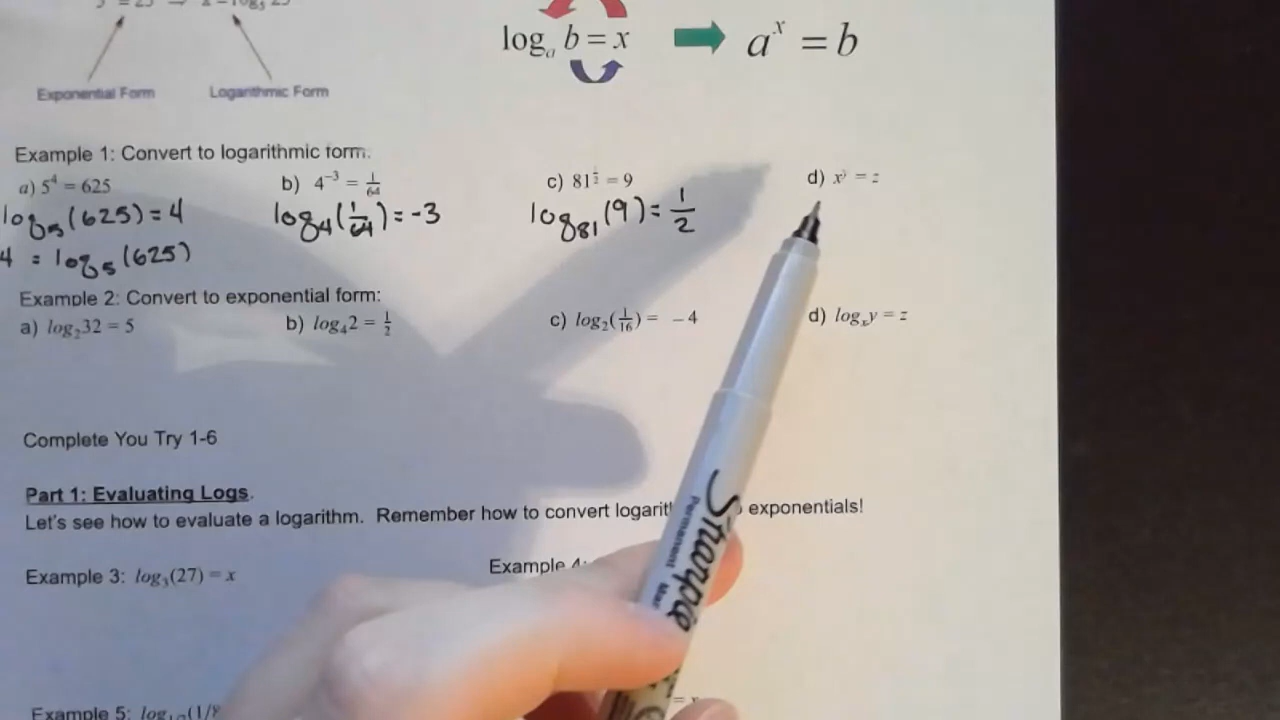 log_a b = x → a^x = b
Exponential Form Logarithmic Form
Example 1: Convert to logarithmic form.
a) 5^4 = 625 b) 4^-3 = 1/64 c) 81^1/2 = 9 d) x^y = z
log_5(625) = 4 log_4(1/64) = -3 log_81(9) = 1/2
4 = log_5(625)
Example 2: Convert to exponential form:
a) log_2 32 = 5 b) log_4 2 = 1/2 c) log_2(1/16) = -4 d) log_x y = z
Complete You Try 1-6
Part 1: Evaluating Logs.
Let's see how to evaluate a logarithm. Remember how to convert exponentials!
Example 3: log_3(27) = x Example 4:
Sharpie
Permanent
Example 5: